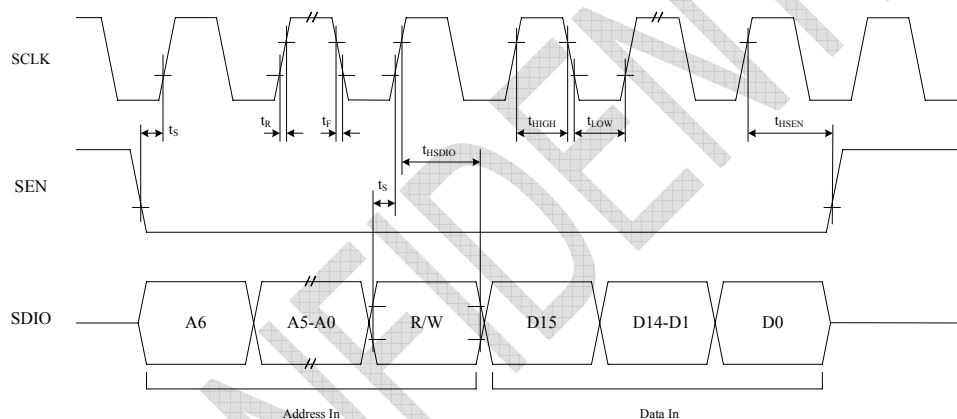 SCLK
tS
tR
tF
tHIGH
tLOW
tHSEN
SEN
tHSDIO
tS
SDIO
A6
A5-A0
R/W
D15
D14-D1
D0
Address In
Data In